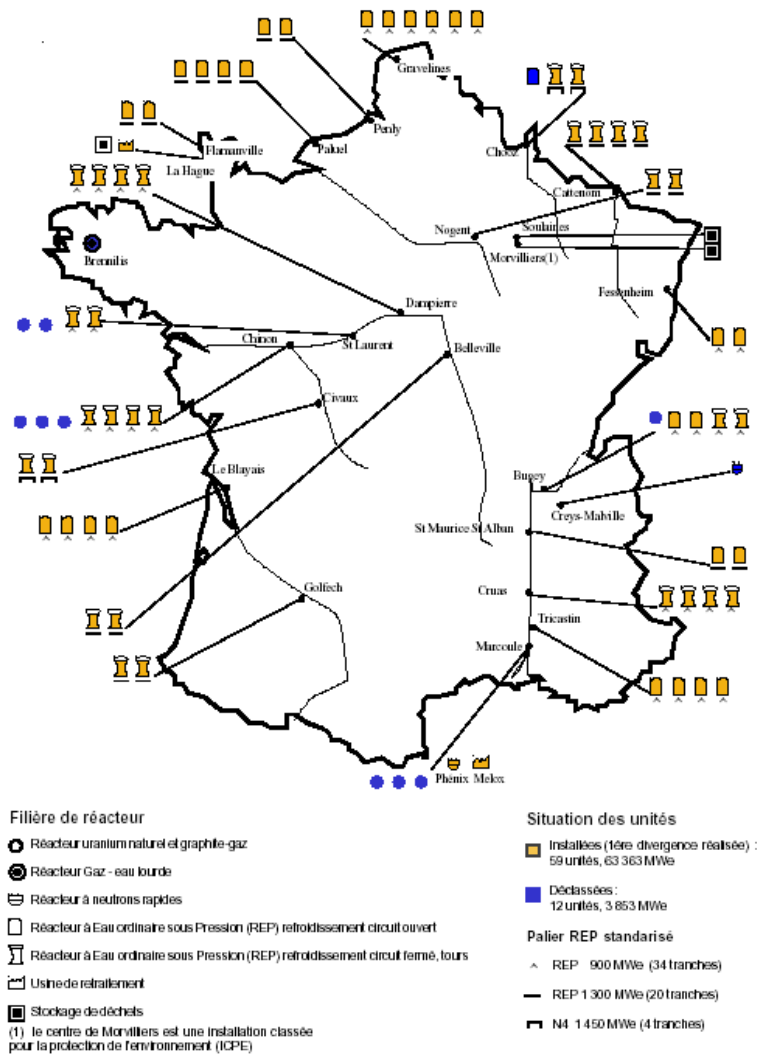 Gravelines
Penly
Paluel
Flamanville
La Hague
Chooz
Cattenom
Nogent
Soulaines
Morvilliers(1)
Brennilis
Fessenheim
Dampierre
Chinon
St Laurent
Belleville
Civaux
Le Blayais
Bugey
Creys-Malville
St Maurice St Alban
Golfech
Cruas
Tricastin
Marcoule
Phénix Melox
Filière de réacteur
Réacteur uranium naturel et graphite-gaz
Réacteur Gaz - eau lourde
Réacteur à neutrons rapides
Réacteur à Eau ordinaire sous Pression (REP) refroidissement circuit ouvert
Réacteur à Eau ordinaire sous Pression (REP) refroidissement circuit fermé, tours
Usine de retraitement
Stockage de déchets
(1) le centre de Morvilliers est une installation classée
pour la protection de l'environnement (ICPE)
Situation des unités
Installées (1ère divergence réalisée) :
59 unités, 63 363 MWe
Déclassées :
12 unités, 3 853 MWe
Palier REP standarisé
REP 900 MWe (34 tranches)
REP 1 300 MWe (20 tranches)
N4 1 450 MWe (4 tranches)